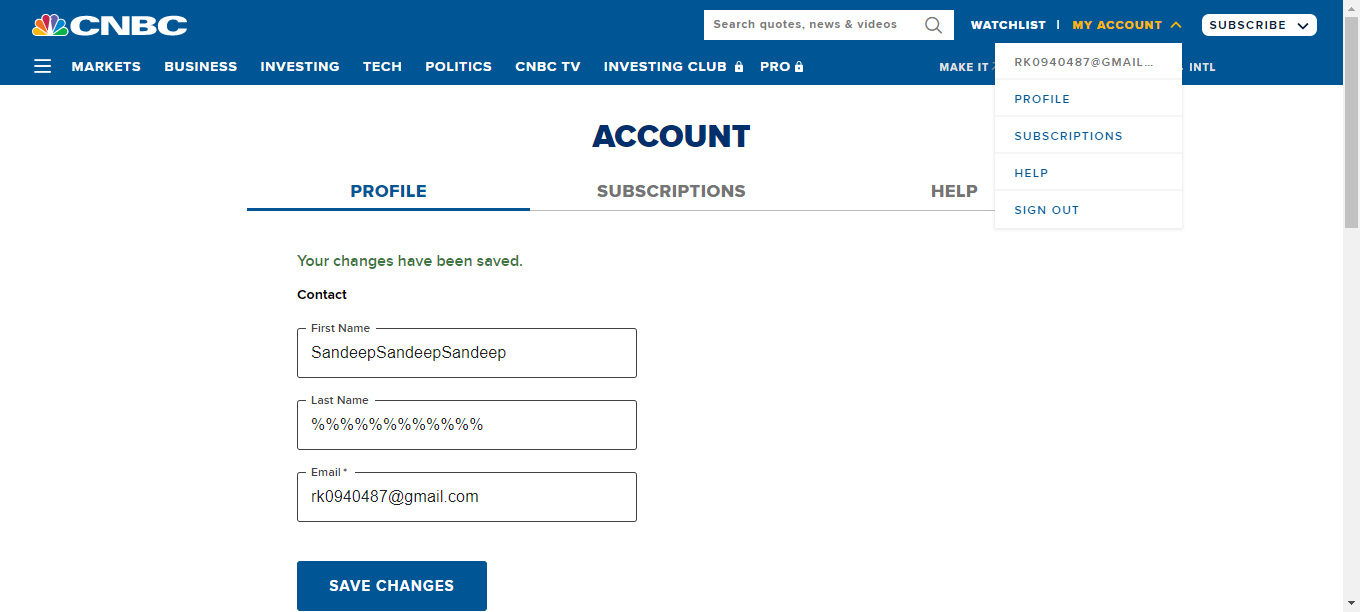 CNBC
Search quotes, news & videos
WATCHLIST | MY ACCOUNT
SUBSCRIBE
MARKETS BUSINESS INVESTING TECH POLITICS CNBC TV INVESTING CLUB PRO
MAKE IT
INTL
RK0940487@GMAIL...
PROFILE
SUBSCRIPTIONS
HELP
SIGN OUT
ACCOUNT
PROFILE SUBSCRIPTIONS HELP
Your changes have been saved.
Contact
First Name
SandeepSandeepSandeep
Last Name
%%%%%%%%%%%%
Email *
rk0940487@gmail.com
SAVE CHANGES